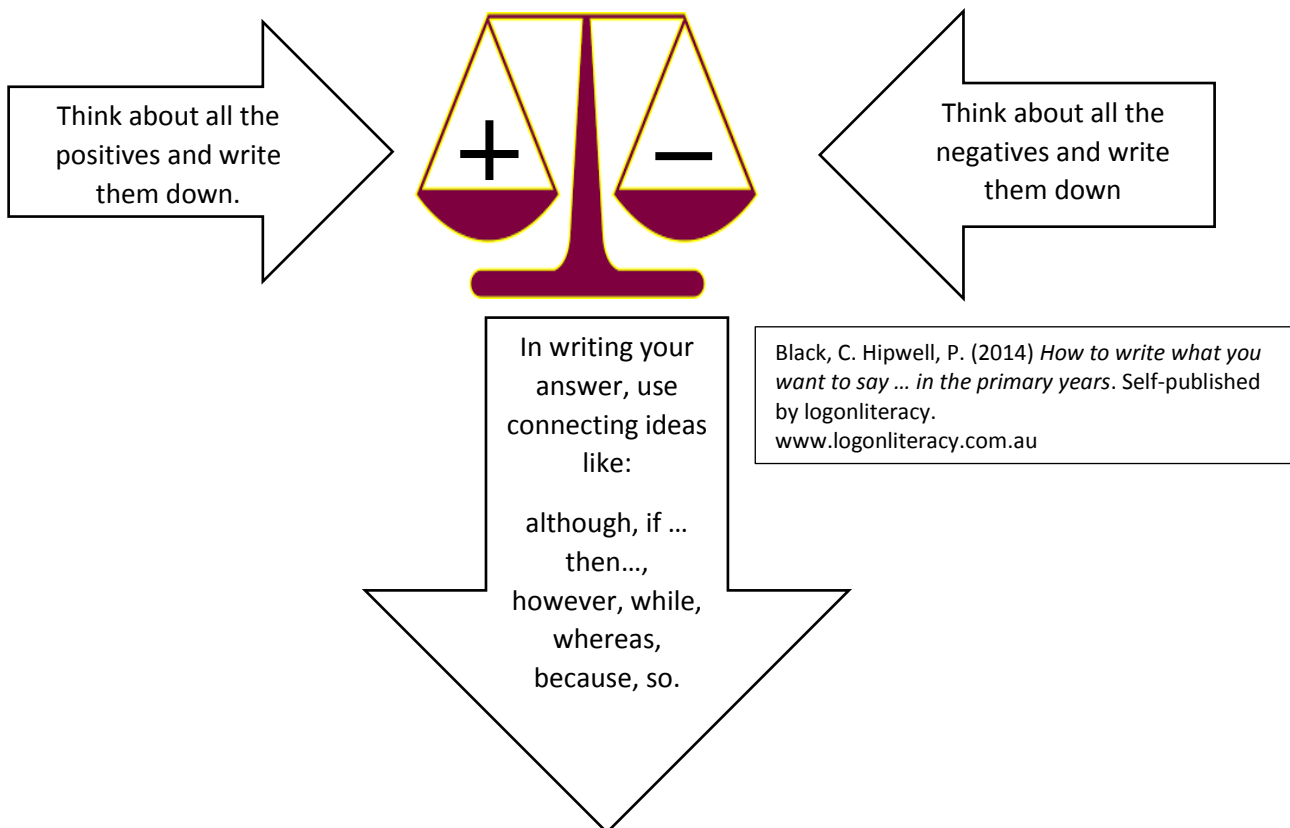 Think about all the
positives and write
them down.
+
−
Think about all the
negatives and write
them down
In writing your
answer, use
connecting ideas
like:
although, if …
then…,
however, while,
whereas,
because, so.
Black, C. Hipwell, P. (2014) How to write what you
want to say … in the primary years. Self-published
by logonliteracy.
www.logonliteracy.com.au